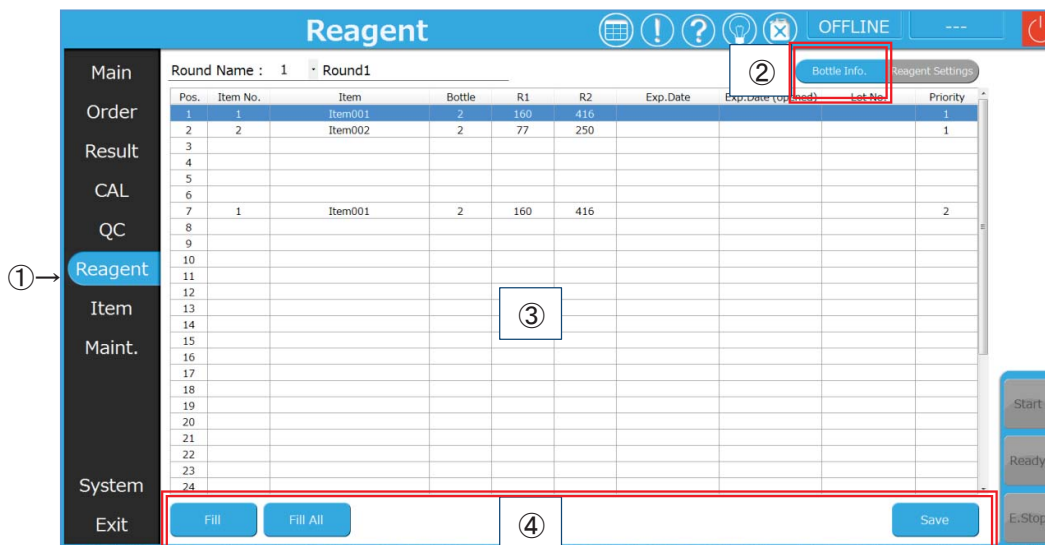 Reagent
OFFLINE
---
Main
Order
Result
CAL
QC
Reagent
Item
Maint.
System
Exit
①→
Round Name : 1 Round1
②
Bottle Info. Reagent Settings
Pos. Item No. Item Bottle R1 R2 Exp.Date Exp.Date (opened) Lot No. Priority
1 1 Item001 2 160 416 1
2 2 Item002 2 77 250 1
3
4
5
6
7 1 Item001 2 160 416 2
8
9
10
11
12
13
③
14
15
16
17
18
19
20
21
22
23
24
Fill Fill All ④ Save
Start
Ready
E.Stop